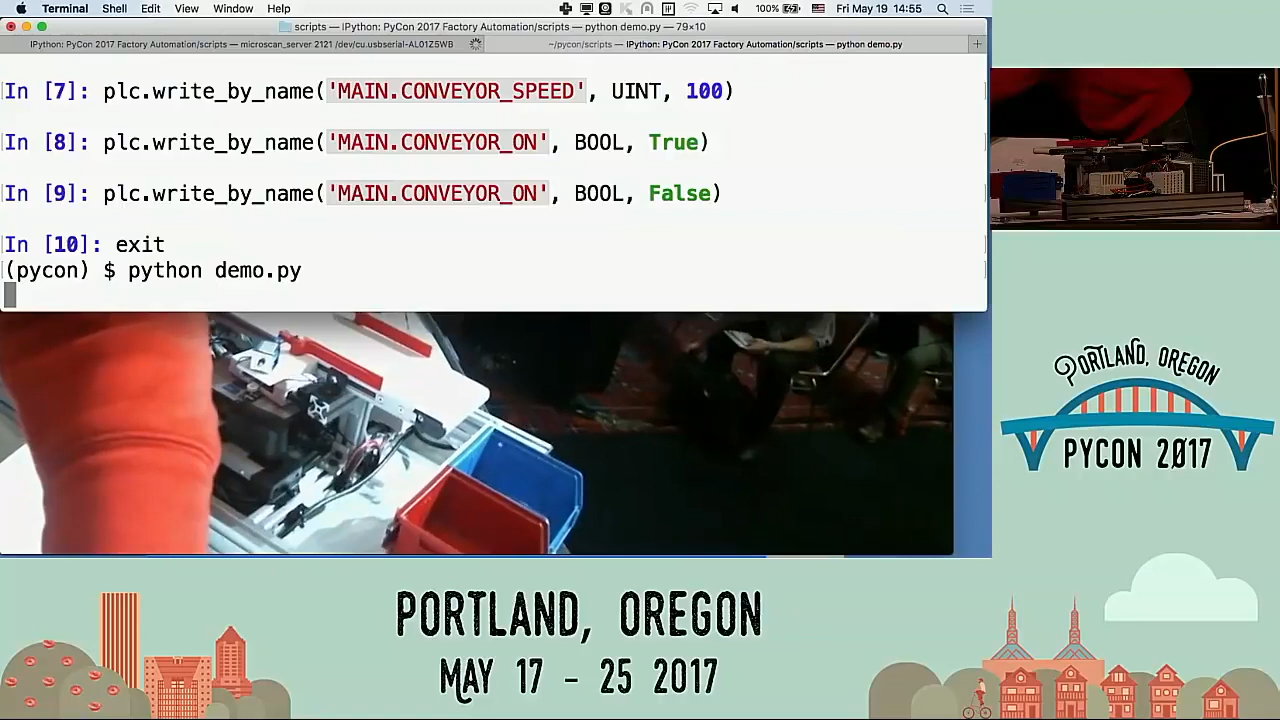 Terminal Shell Edit View Window Help 100% Fri May 19 14:55
scripts — IPython: PyCon 2017 Factory Automation/scripts — python demo.py — 79×10
IPython: PyCon 2017 Factory Automation/scripts — microscan_server 2121 /dev/cu.usbserial-AL01Z5WB
~/pycon/scripts — IPython: PyCon 2017 Factory Automation/scripts — python demo.py
In [7]: plc.write_by_name('MAIN.CONVEYOR_SPEED', UINT, 100)
In [8]: plc.write_by_name('MAIN.CONVEYOR_ON', BOOL, True)
In [9]: plc.write_by_name('MAIN.CONVEYOR_ON', BOOL, False)
In [10]: exit
(pycon) $ python demo.py
PORTLAND, OREGON
PYCON 2017
PORTLAND, OREGON
MAY 17 - 25 2017